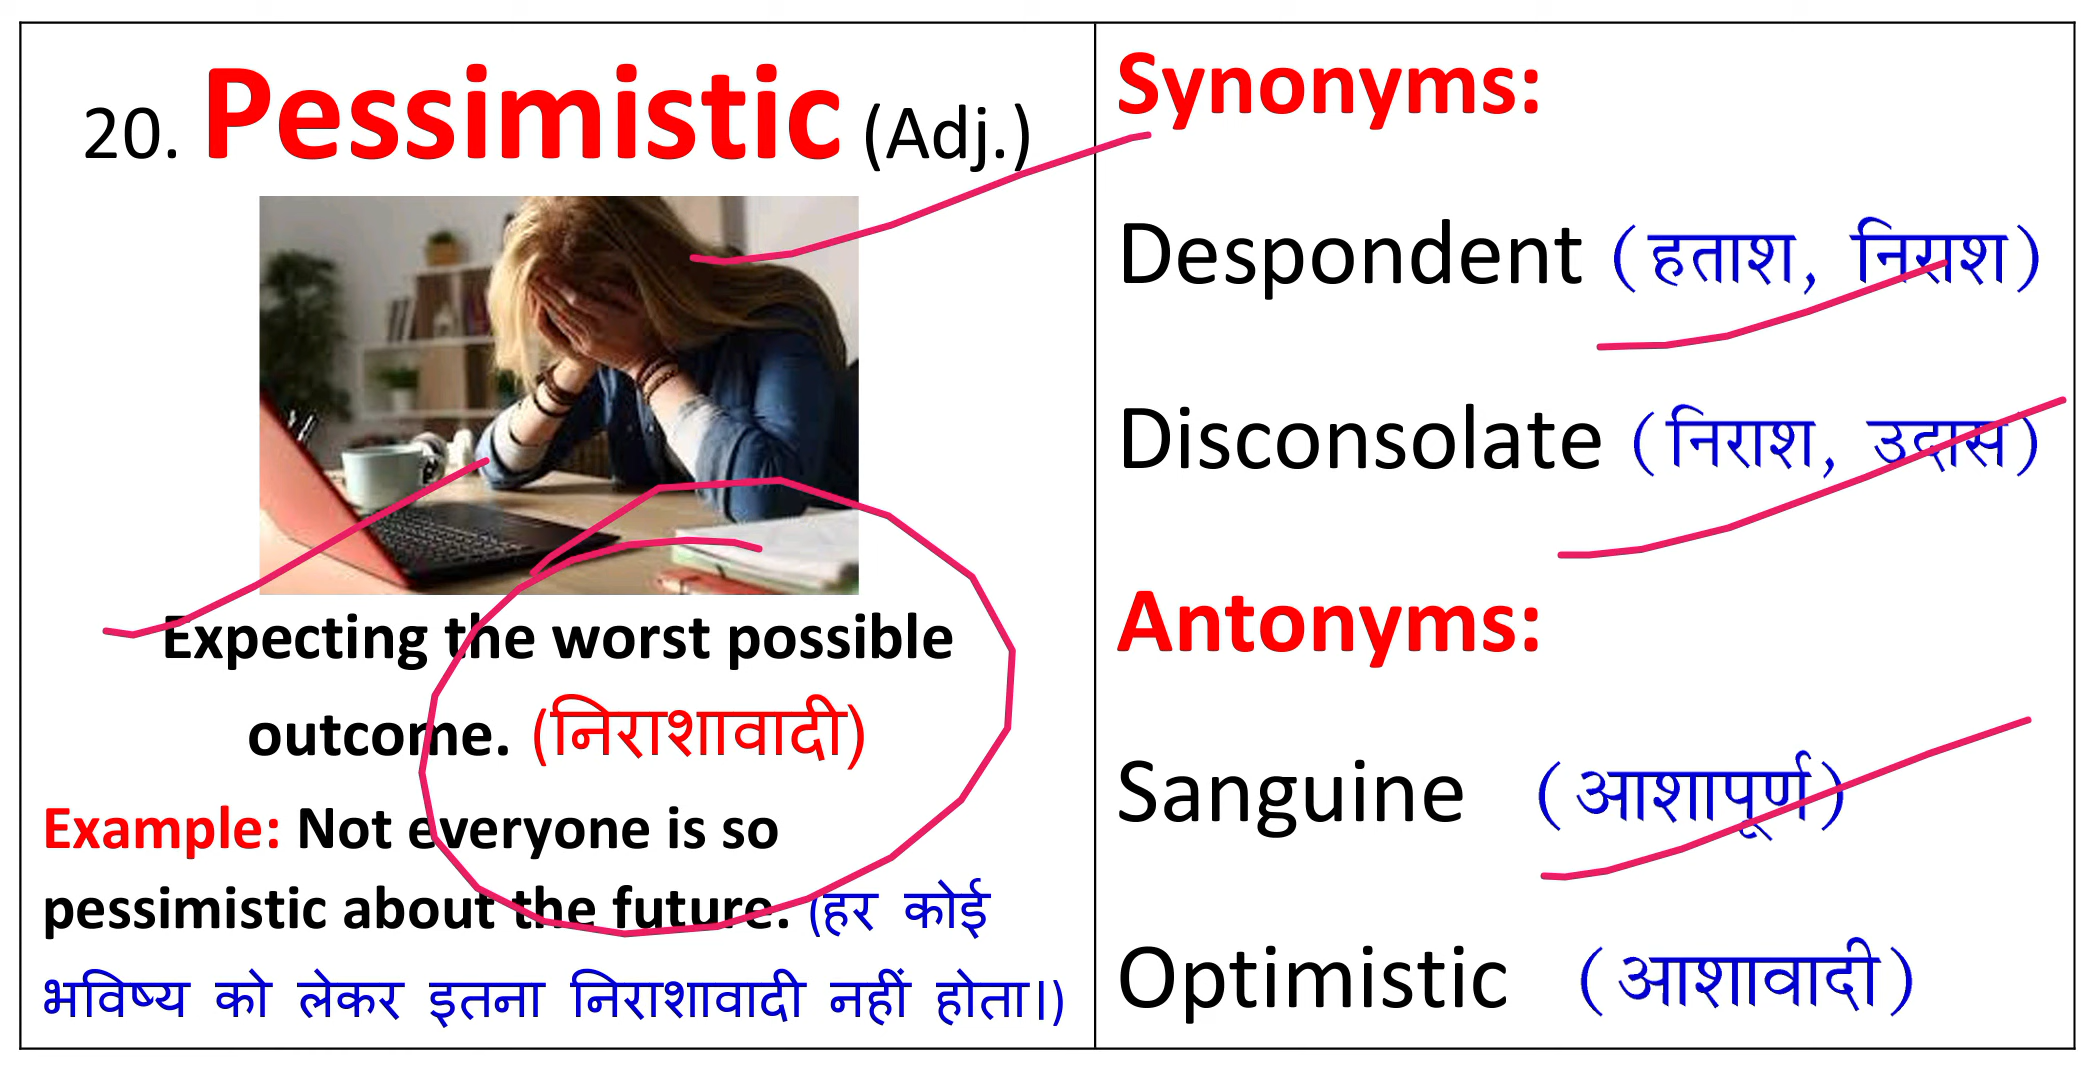 20. Pessimistic (Adj.)
Expecting the worst possible
outcome. (निराशावादी)
Example: Not everyone is so
pessimistic about the future. (हर कोई
भविष्य को लेकर इतना निराशावादी नहीं होता।)
Synonyms:
Despondent (हताश, निराश)
Disconsolate (निराश, उदास)
Antonyms:
Sanguine (आशापूर्ण)
Optimistic (आशावादी)